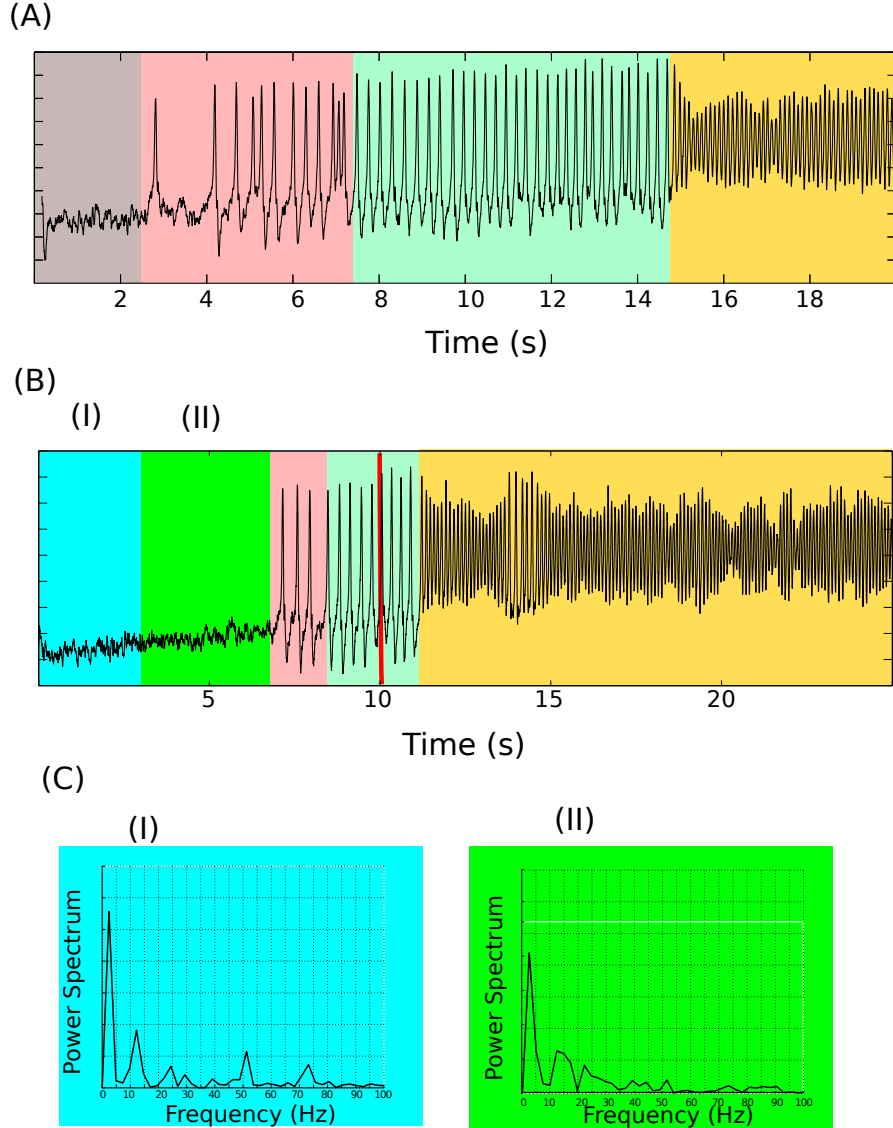 (A)
2 4 6 8 10 12 14 16 18
Time (s)
(B)
(I) (II)
5 10 15 20
Time (s)
(C)
(I) (II)
Power Spectrum
0 10 20 30 40 50 60 70 80 90 100
Frequency (Hz)
Power Spectrum
0 10 20 30 40 50 60 70 80 90 100
Frequency (Hz)